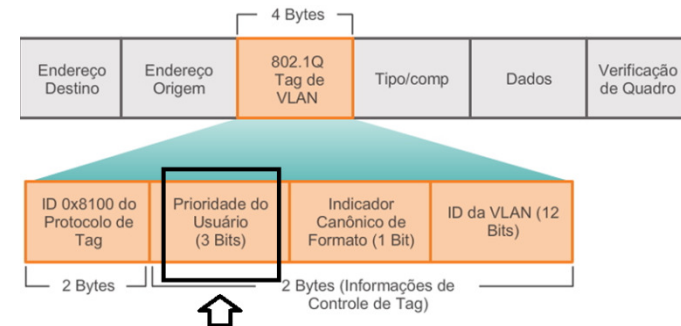 4 Bytes
Endereço
Destino
Endereço
Origem
802.1Q
Tag de
VLAN
Tipo/comp
Dados
Verificação
de Quadro
ID 0x8100 do
Protocolo de
Tag
Prioridade do
Usuário
(3 Bits)
Indicador
Canônico de
Formato (1 Bit)
ID da VLAN (12
Bits)
2 Bytes
2 Bytes (Informações de
Controle de Tag)